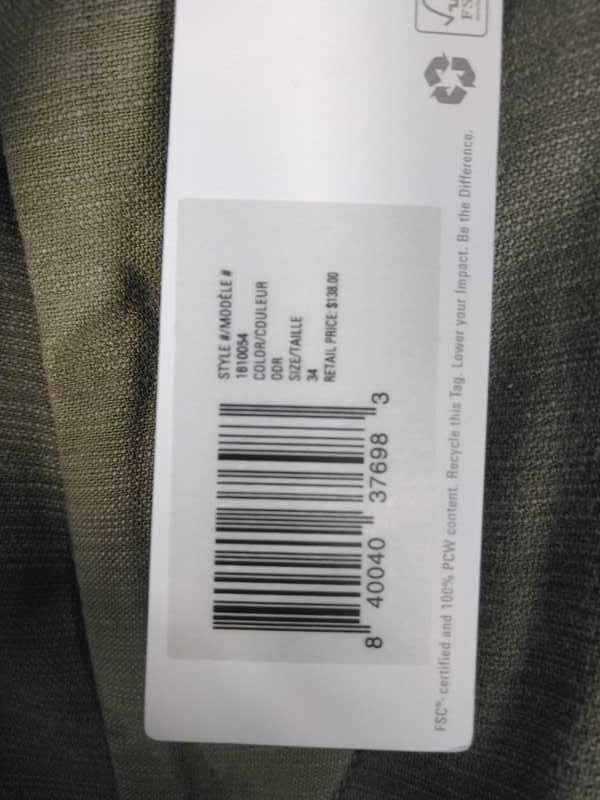 STYLE #/MODÈLE #
1810054
COLOR/COULEUR
ODR
SIZE/TAILLE
34
RETAIL PRICE: $138.00
8 40040 37698 3
FSC®- certified and 100% PCW content. Recycle this Tag. Lower your Impact. Be the Difference.